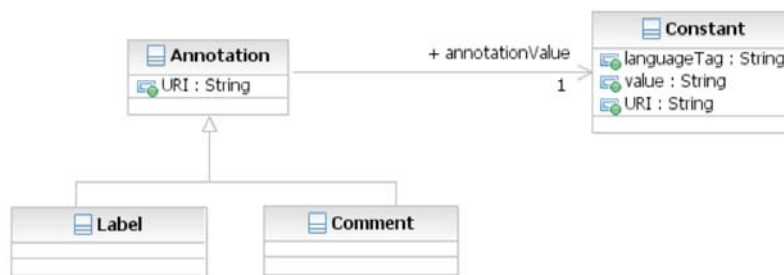 Annotation
URI : String
+ annotationValue
1
Constant
languageTag : String
value : String
URI : String
Label
Comment